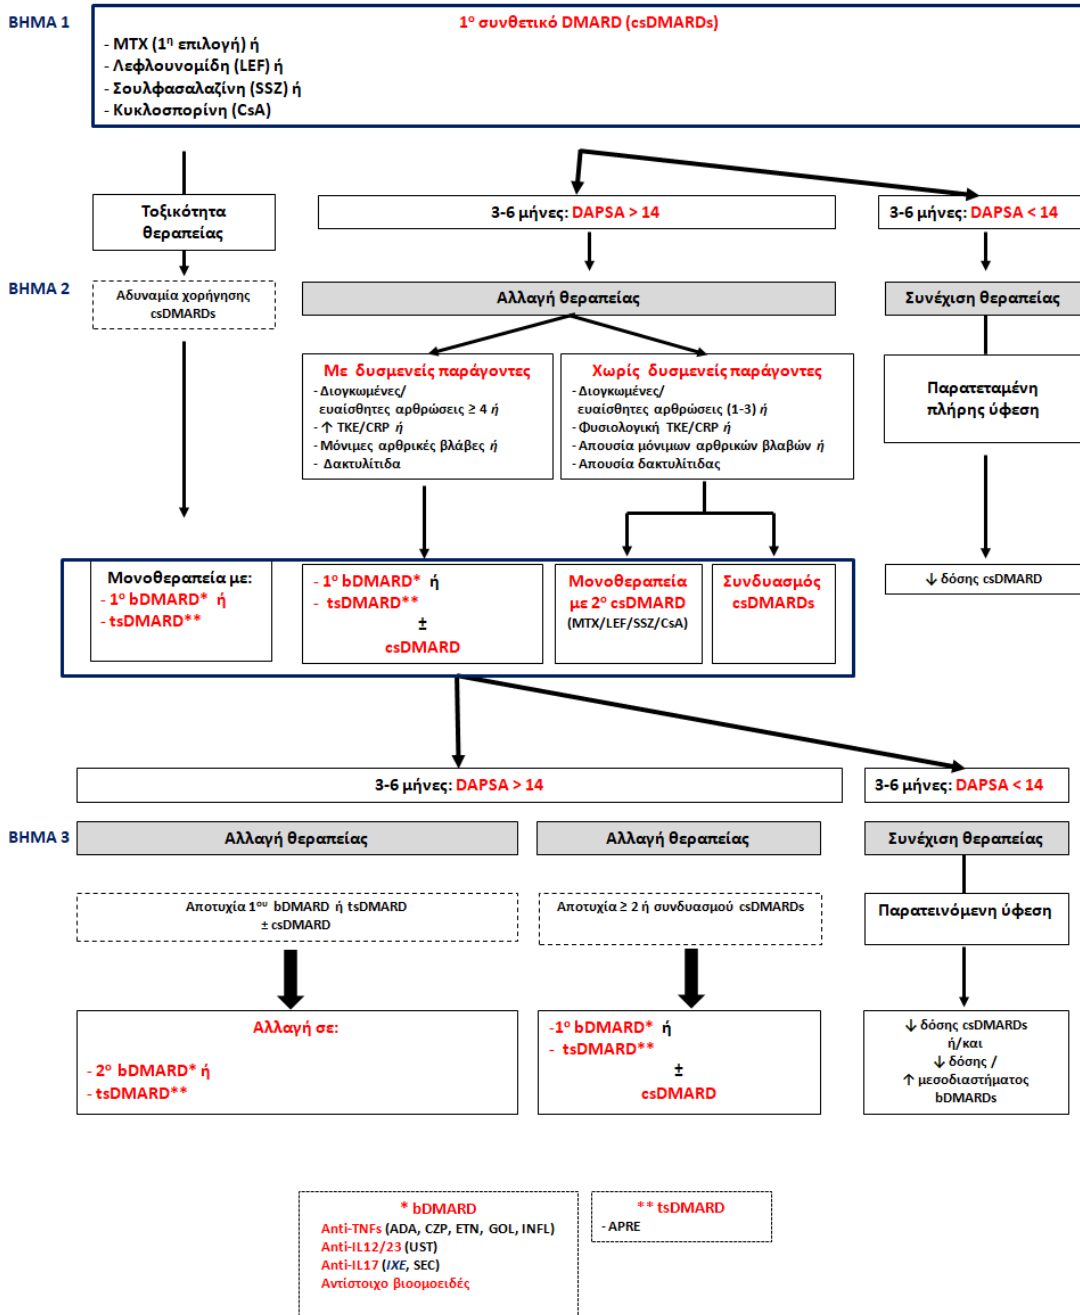 ΒΗΜΑ 1
1º συνθετικό DMARD (csDMARDs)
- MTX (1η επιλογή) ή
- Λεφλουνομίδη (LEF) ή
- Σουλφασαλαζίνη (SSZ) ή
- Κυκλοσπορίνη (CsA)
Τοξικότητα
θεραπείας
3-6 μήνες: DAPSA > 14
3-6 μήνες: DAPSA < 14
ΒΗΜΑ 2
Αδυναμία χορήγησης
csDMARDs
Αλλαγή θεραπείας
Συνέχιση θεραπείας
Με δυσμενείς παράγοντες
- Διογκωμένες/
ευαίσθητες αρθρώσεις ≥ 4 ή
- ↑ ΤΚΕ/CRP ή
- Μόνιμες αρθρικές βλάβες ή
- Δακτυλίτιδα
Χωρίς δυσμενείς παράγοντες
- Διογκωμένες/
ευαίσθητες αρθρώσεις (1-3) ή
- Φυσιολογική ΤΚΕ/CRP ή
- Απουσία μόνιμων αρθρικών βλαβών ή
- Απουσία δακτυλίτιδας
Παρατεταμένη
πλήρης ύφεση
Μονοθεραπεία με:
- 1º bDMARD* ή
- tsDMARD**
- 1º bDMARD* ή
- tsDMARD**
±
csDMARD
Μονοθεραπεία
με 2º csDMARD
(MTX/LEF/SSZ/CsA)
Συνδυασμός
csDMARDs
↓ δόσης csDMARD
3-6 μήνες: DAPSA > 14
3-6 μήνες: DAPSA < 14
ΒΗΜΑ 3
Αλλαγή θεραπείας
Αλλαγή θεραπείας
Συνέχιση θεραπείας
Αποτυχία 1ου bDMARD ή tsDMARD
± csDMARD
Αποτυχία ≥ 2 ή συνδυασμού csDMARDs
Παρατεινόμενη ύφεση
Αλλαγή σε:
- 2º bDMARD* ή
- tsDMARD**
-1º bDMARD* ή
- tsDMARD**
±
csDMARD
↓ δόσης csDMARDs
ή/και
↓ δόσης /
↑ μεσοδιαστήματος
bDMARDs
* bDMARD
Anti-TNFs (ADA, CZP, ETN, GOL, INFL)
Anti-IL12/23 (UST)
Anti-IL17 (IXE, SEC)
Αντίστοιχο βιοομοειδές
** tsDMARD
- APRE